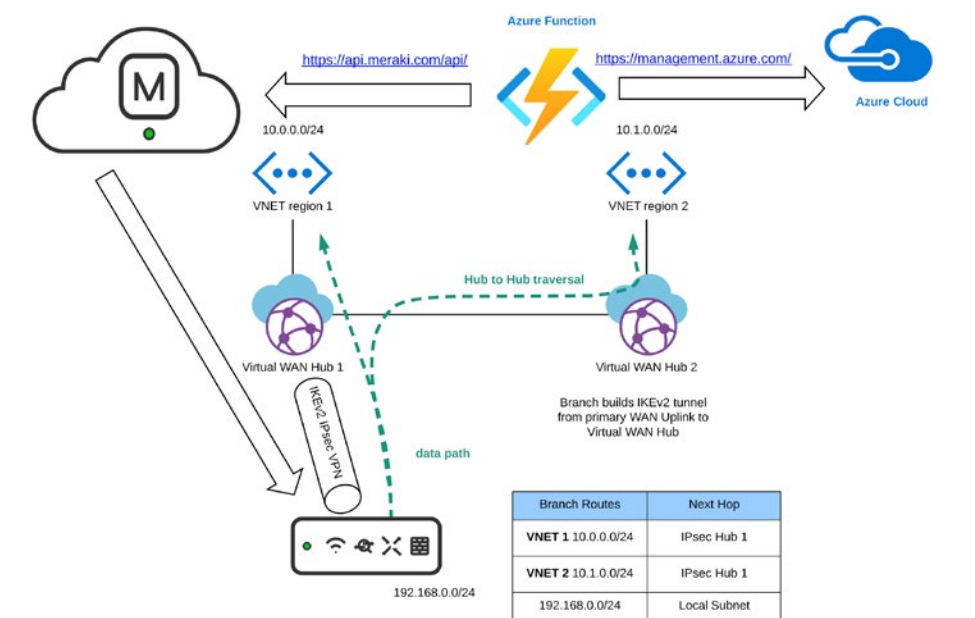 Azure Function
https://api.meraki.com/api/
https://management.azure.com/
M
Azure Cloud
10.0.0.0/24
10.1.0.0/24
VNET region 1
VNET region 2
Hub to Hub traversal
Virtual WAN Hub 1
Virtual WAN Hub 2
IKEv2 IPsec VPN
Branch builds IKEv2 tunnel
from primary WAN Uplink to
Virtual WAN Hub
data path
Branch Routes Next Hop
VNET 1 10.0.0.0/24 IPsec Hub 1
VNET 2 10.1.0.0/24 IPsec Hub 1
192.168.0.0/24 Local Subnet
192.168.0.0/24